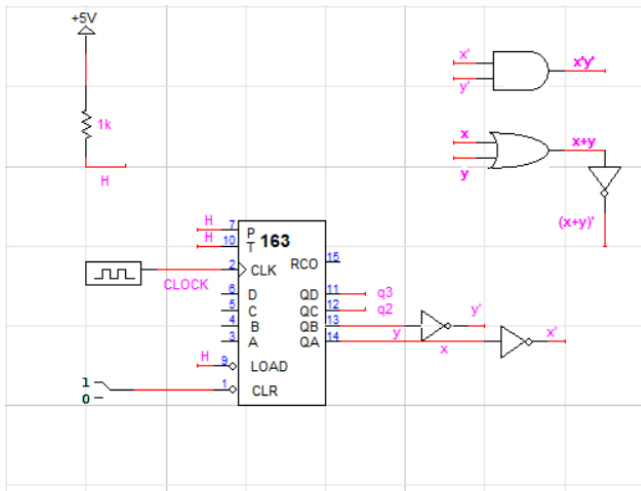 +5V
1k
H
x'
y'
x'y'
x
y
x+y
(x+y)'
H
H
7
10
P
T
163
RCO
15
CLOCK
2
CLK
6
D
QD
11
q3
5
C
QC
12
q2
4
B
QB
13
y
y'
3
A
QA
14
x
x'
H
9
LOAD
1
0
1
CLR